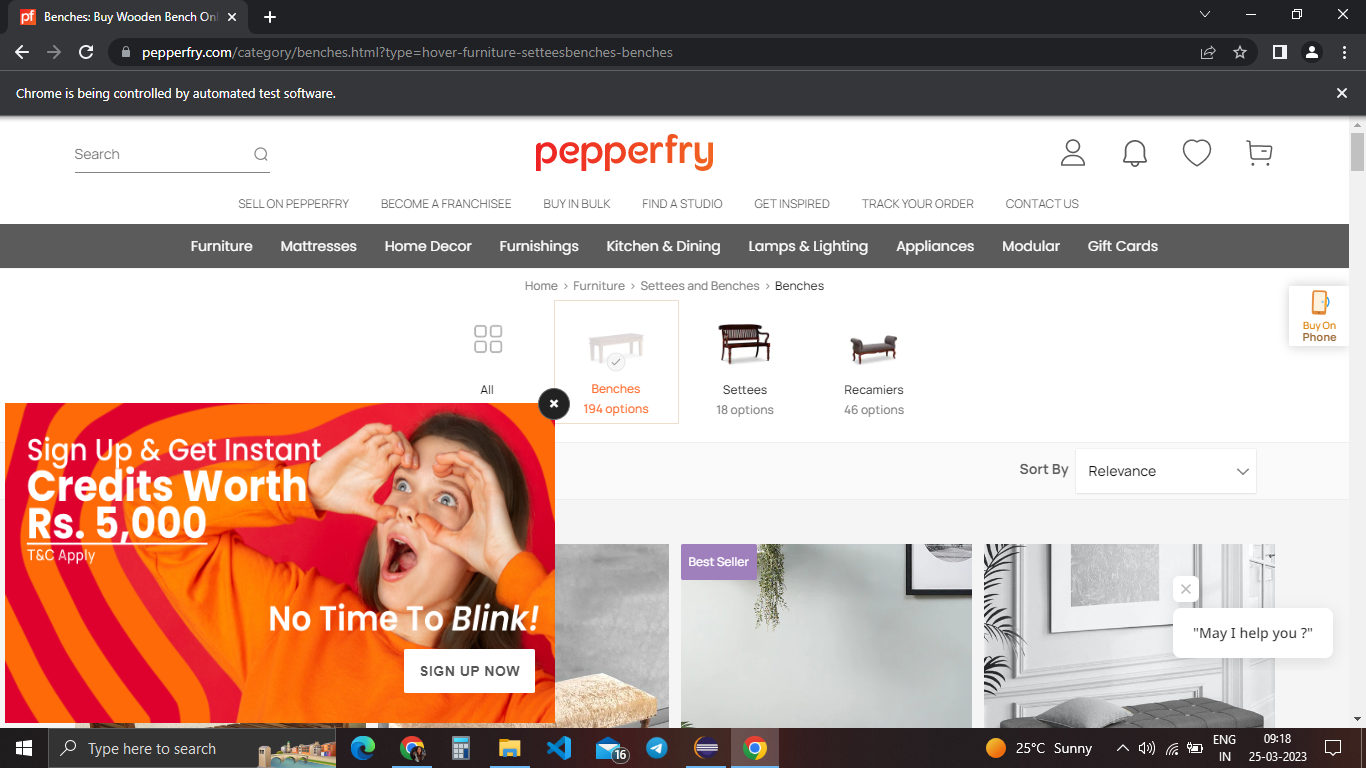 pf Benches: Buy Wooden Bench Onl
pepperfry.com/category/benches.html?type=hover-furniture-setteesbenches-benches
Chrome is being controlled by automated test software.
Search
pepperfry
SELL ON PEPPERFRY BECOME A FRANCHISEE BUY IN BULK FIND A STUDIO GET INSPIRED TRACK YOUR ORDER CONTACT US
Furniture Mattresses Home Decor Furnishings Kitchen & Dining Lamps & Lighting Appliances Modular Gift Cards
Home > Furniture > Settees and Benches > Benches
Buy On
Phone
All
Benches
194 options
Settees
18 options
Recamiers
46 options
Sort By Relevance
Sign Up & Get Instant
Credits Worth
Rs. 5,000
T&C Apply
No Time To Blink!
SIGN UP NOW
Best Seller
"May I help you ?"
Type here to search
16
25°C Sunny
ENG
IN
09:18
25-03-2023